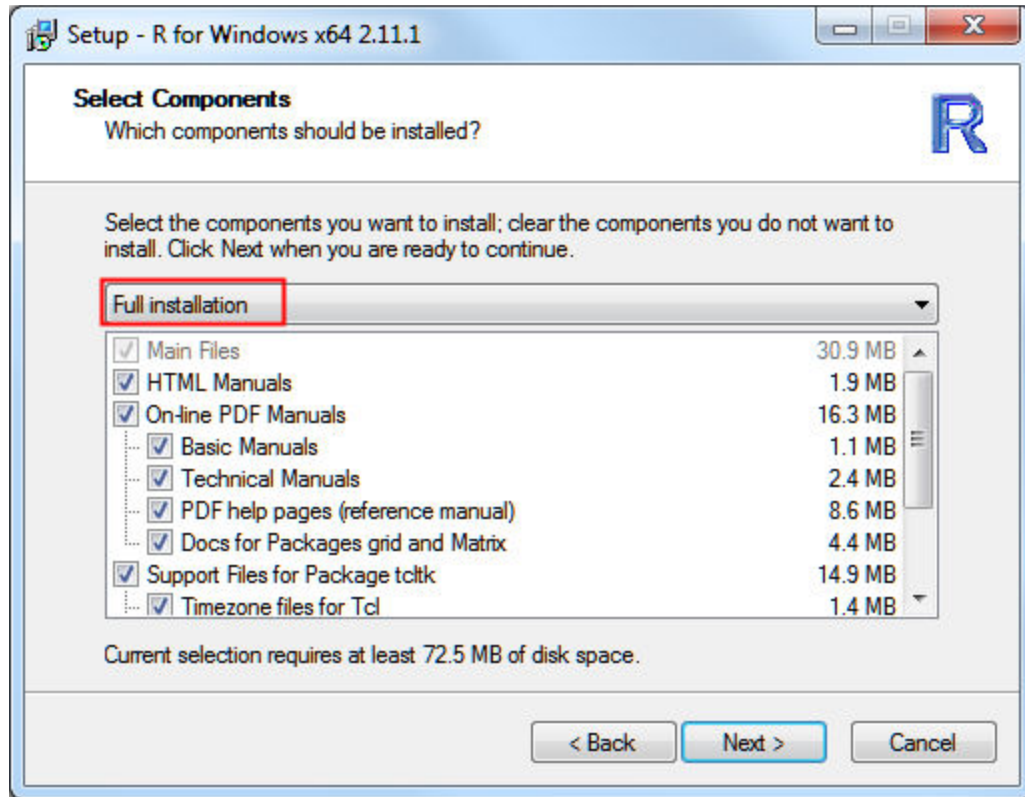 Setup - R for Windows x64 2.11.1
Select Components
Which components should be installed?
R
Select the components you want to install; clear the components you do not want to
install. Click Next when you are ready to continue.
Full installation
Main Files 30.9 MB
HTML Manuals 1.9 MB
On-line PDF Manuals 16.3 MB
Basic Manuals 1.1 MB
Technical Manuals 2.4 MB
PDF help pages (reference manual) 8.6 MB
Docs for Packages grid and Matrix 4.4 MB
Support Files for Package tcltk 14.9 MB
Timezone files for Tcl 1.4 MB
Current selection requires at least 72.5 MB of disk space.
< Back Next > Cancel